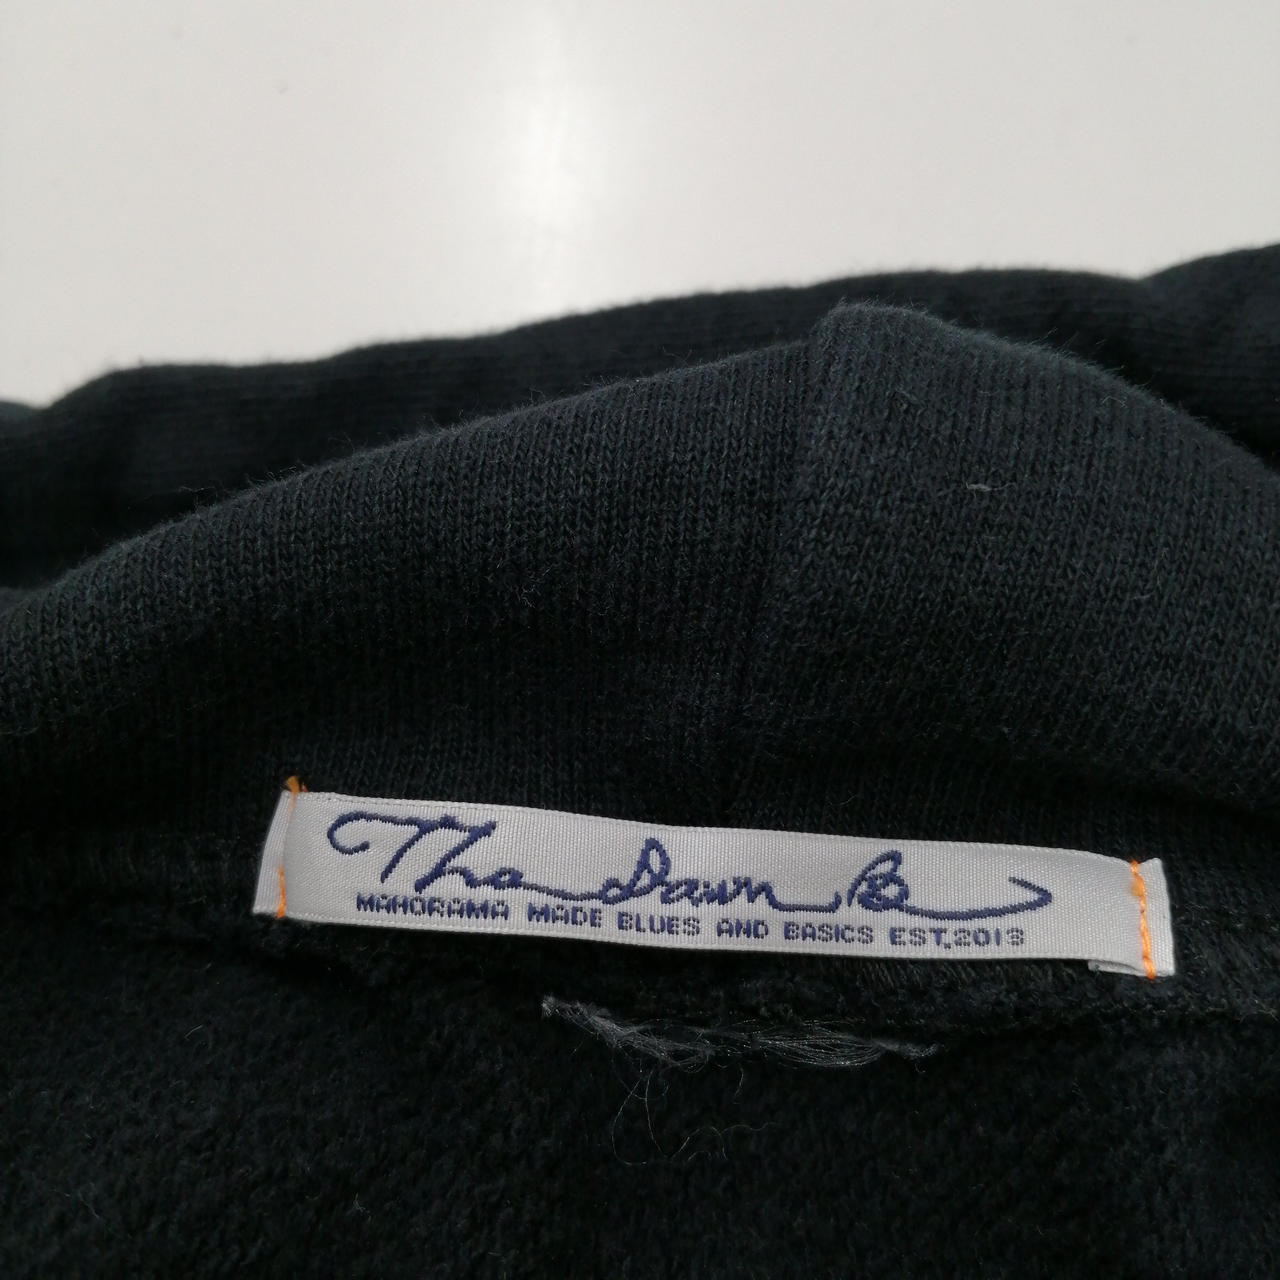 The Dawn B
MAHORAMA MADE BLUES AND BASICS EST.2013